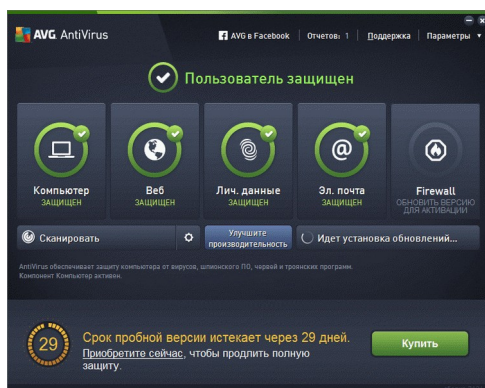 AVG AntiVirus
AVG в Facebook
Отчетов: 1
Поддержка
Параметры
Пользователь защищен
Компьютер
ЗАЩИЩЕН
Веб
ЗАЩИЩЕН
Лич. данные
ЗАЩИЩЕН
Эл. почта
ЗАЩИЩЕН
Firewall
ОБНОВИТЬ ВЕРСИЮ
ДЛЯ АКТИВАЦИИ
Сканировать
Улучшите
производительность
Идет установка обновлений...
AntiVirus обеспечивает защиту компьютера от вирусов, шпионского ПО, червей и троянских программ.
Компонент Компьютер активен.
29
Срок пробной версии истекает через 29 дней.
Приобретите сейчас, чтобы продлить полную
защиту.
Купить